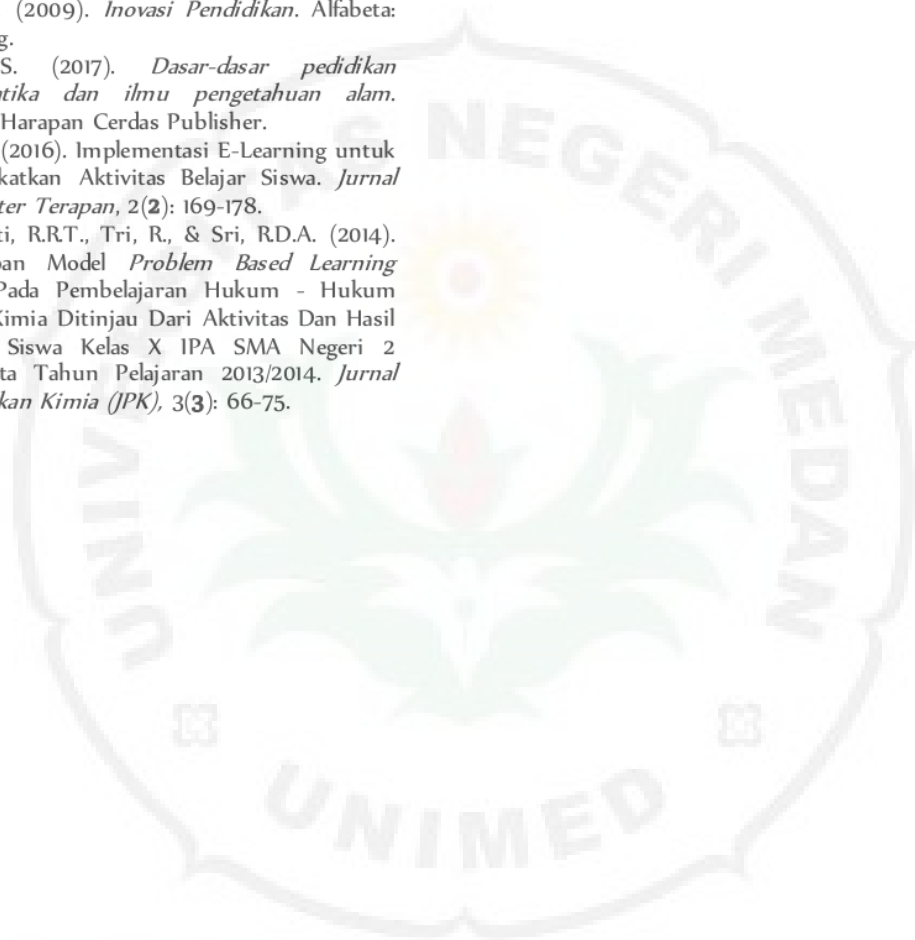 (2009). Inovasi Pendidikan. Alfabeta:
g.
S. (2017). Dasar-dasar pedidikan
tika dan ilmu pengetahuan alam.
Harapan Cerdas Publisher.
(2016). Implementasi E-Learning untuk
katkan Aktivitas Belajar Siswa. Jurnal
ter Terapan, 2(2): 169-178.
ti, R.R.T., Tri, R., & Sri, R.D.A. (2014).
pan Model Problem Based Learning
Pada Pembelajaran Hukum - Hukum
Kimia Ditinjau Dari Aktivitas Dan Hasil
Siswa Kelas X IPA SMA Negeri 2
ta Tahun Pelajaran 2013/2014. Jurnal
kan Kimia (JPK), 3(3): 66-75.
UNIVERSITAS NEGERI MEDAN
UNIMED